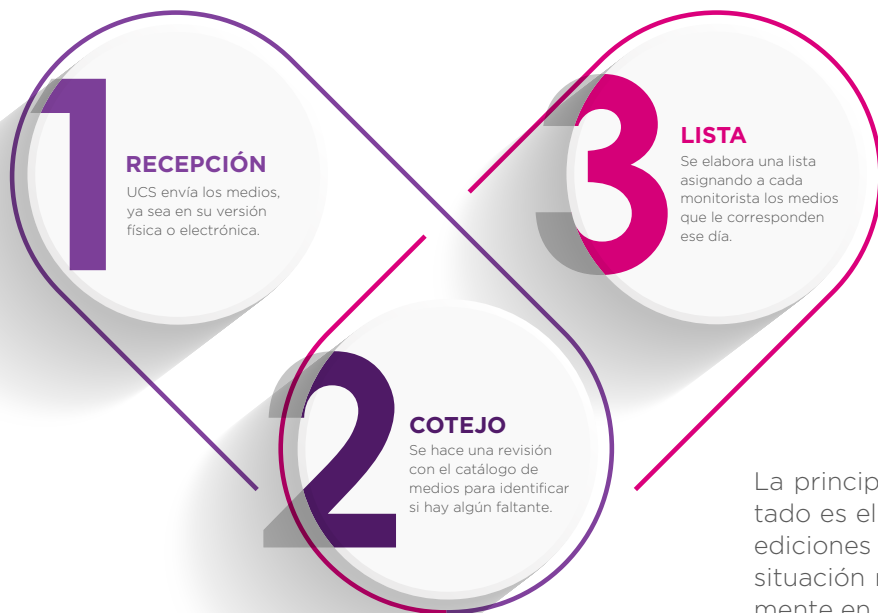 1
RECEPCIÓN
UCS envía los medios,
ya sea en su versión
física o electrónica.
2
COTEJO
Se hace una revisión
con el catálogo de
medios para identificar
si hay algún faltante.
3
LISTA
Se elabora una lista
asignando a cada
monitorista los medios
que le corresponden
ese día.
La princip
tado es el
ediciones
situación
mente en